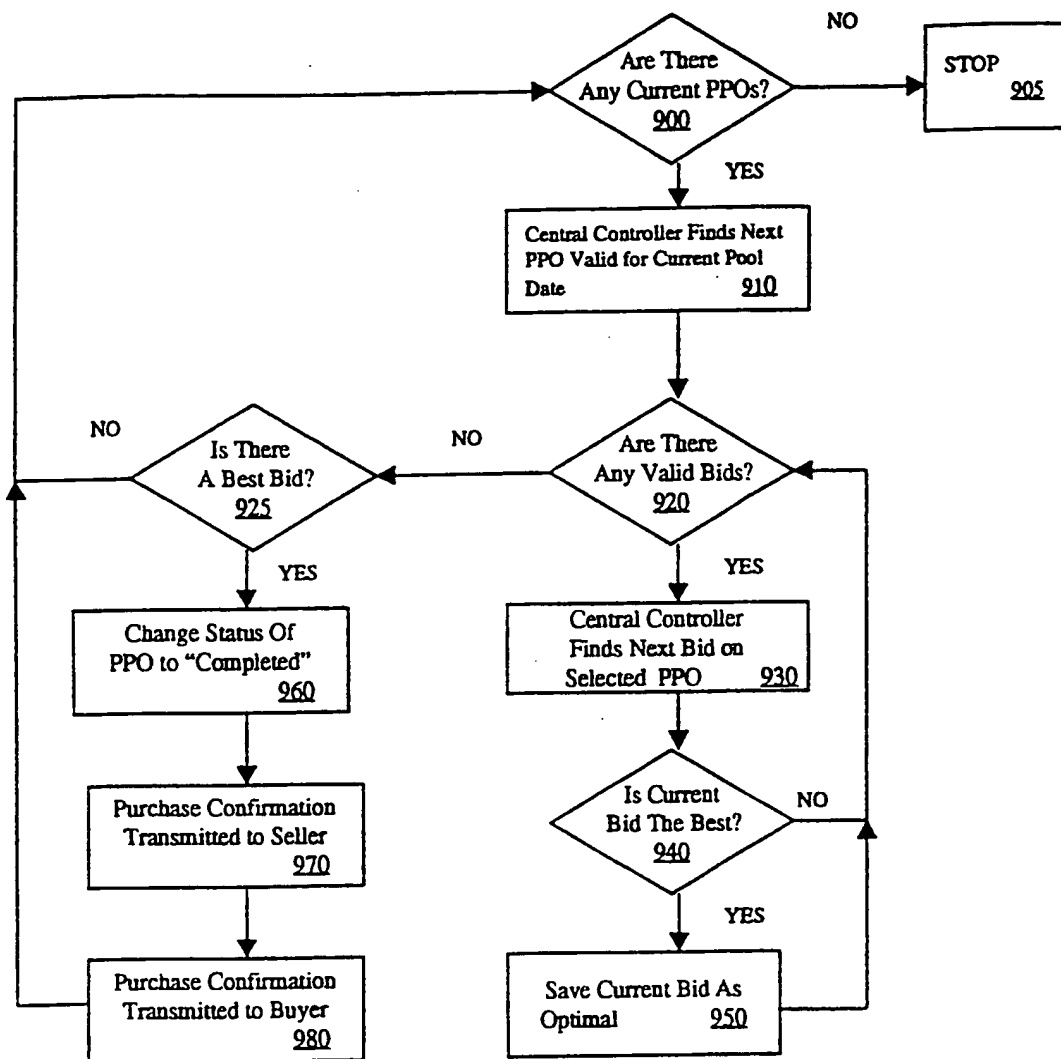 Are There
Any Current PPOs?
900
NO
STOP
905
YES
Central Controller Finds Next
PPO Valid for Current Pool
Date 910
Are There
Any Valid Bids?
920
NO
Is There
A Best Bid?
925
NO
YES
Change Status Of
PPO to “Completed”
960
Purchase Confirmation
Transmitted to Seller
970
Purchase Confirmation
Transmitted to Buyer
980
YES
Central Controller
Finds Next Bid on
Selected PPO 930
Is Current
Bid The Best?
940
NO
YES
Save Current Bid As
Optimal 950